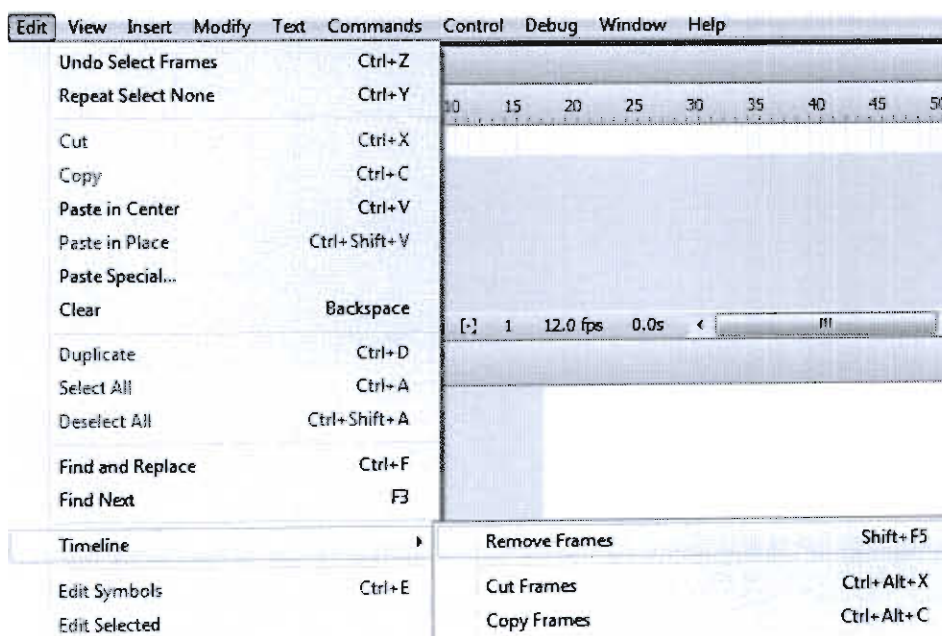 Edit View Insert Modify Text Commands Control Debug Window Help
Undo Select Frames Ctrl+Z
Repeat Select None Ctrl+Y
10 15 20 25 30 35 40 45 50
Cut Ctrl+X
Copy Ctrl+C
Paste in Center Ctrl+V
Paste in Place Ctrl+Shift+V
Paste Special...
Clear Backspace
[·] 1 12.0 fps 0.0s
Duplicate Ctrl+D
Select All Ctrl+A
Deselect All Ctrl+Shift+A
Find and Replace Ctrl+F
Find Next F3
Timeline
Remove Frames Shift+F5
Edit Symbols Ctrl+E
Cut Frames Ctrl+Alt+X
Edit Selected
Copy Frames Ctrl+Alt+C